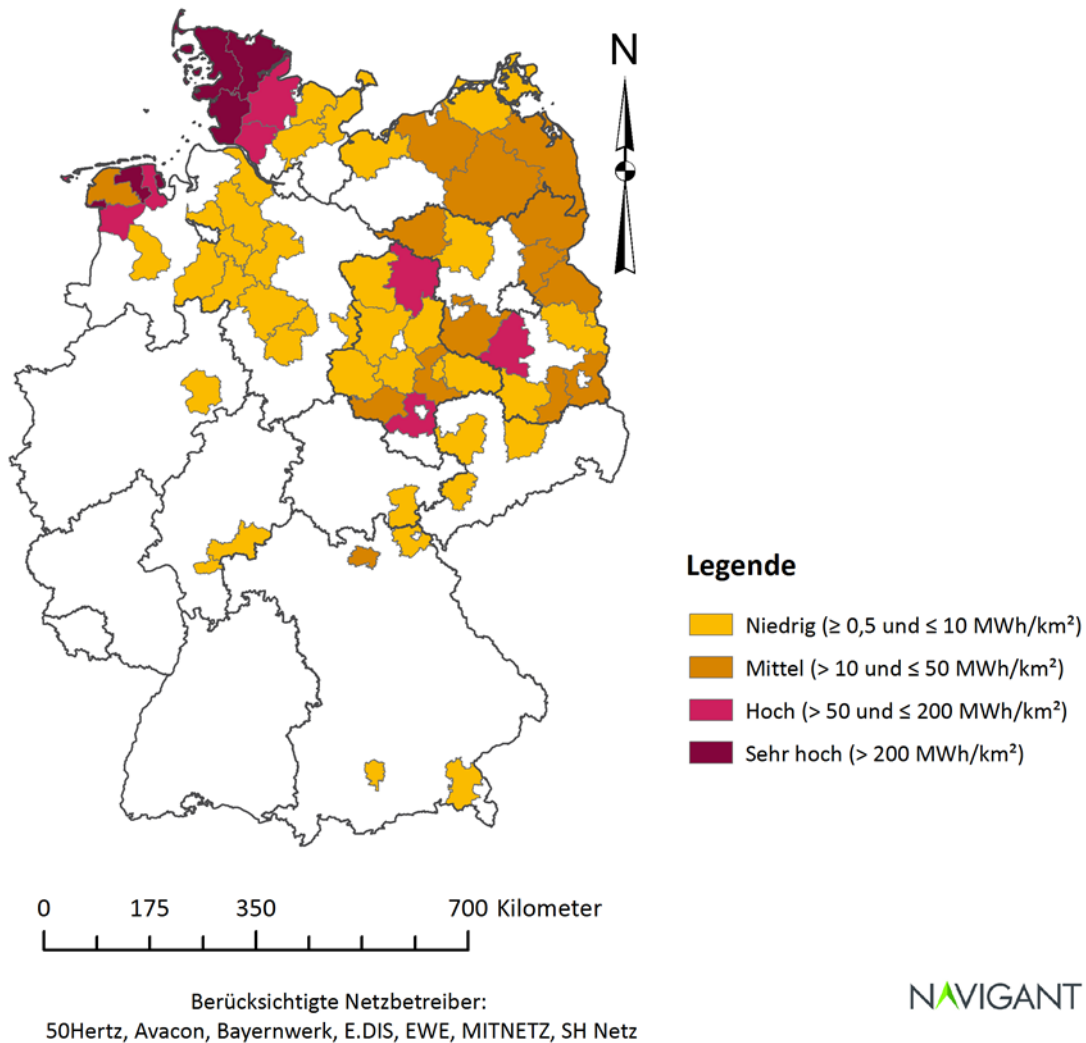 N
Legende
Niedrig (≥ 0,5 und ≤ 10 MWh/km²)
Mittel (> 10 und ≤ 50 MWh/km²)
Hoch (> 50 und ≤ 200 MWh/km²)
Sehr hoch (> 200 MWh/km²)
0 175 350 700 Kilometer
Berücksichtigte Netzbetreiber:
50Hertz, Avacon, Bayernwerk, E.DIS, EWE, MITNETZ, SH Netz
NAVIGANT